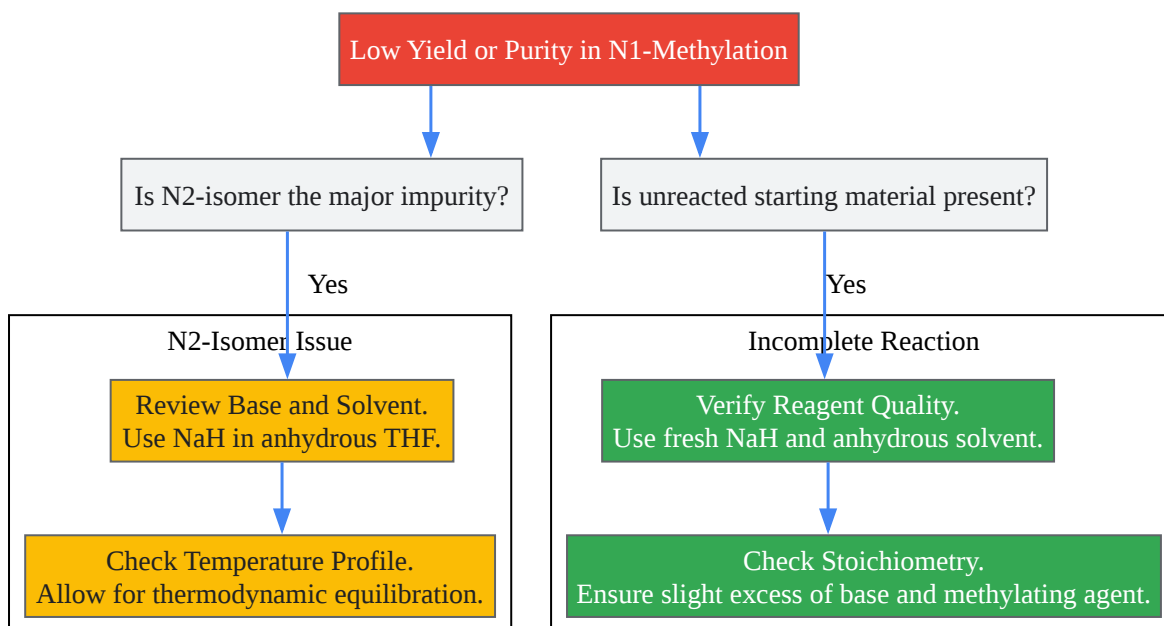 Low Yield or Purity in N1-Methylation
Is N2-isomer the major impurity?
Is unreacted starting material present?
Yes
Yes
N2-Isomer Issue
Incomplete Reaction
Review Base and Solvent.
Use NaH in anhydrous THF.
Verify Reagent Quality.
Use fresh NaH and anhydrous solvent.
Check Temperature Profile.
Allow for thermodynamic equilibration.
Check Stoichiometry.
Ensure slight excess of base and methylating agent.